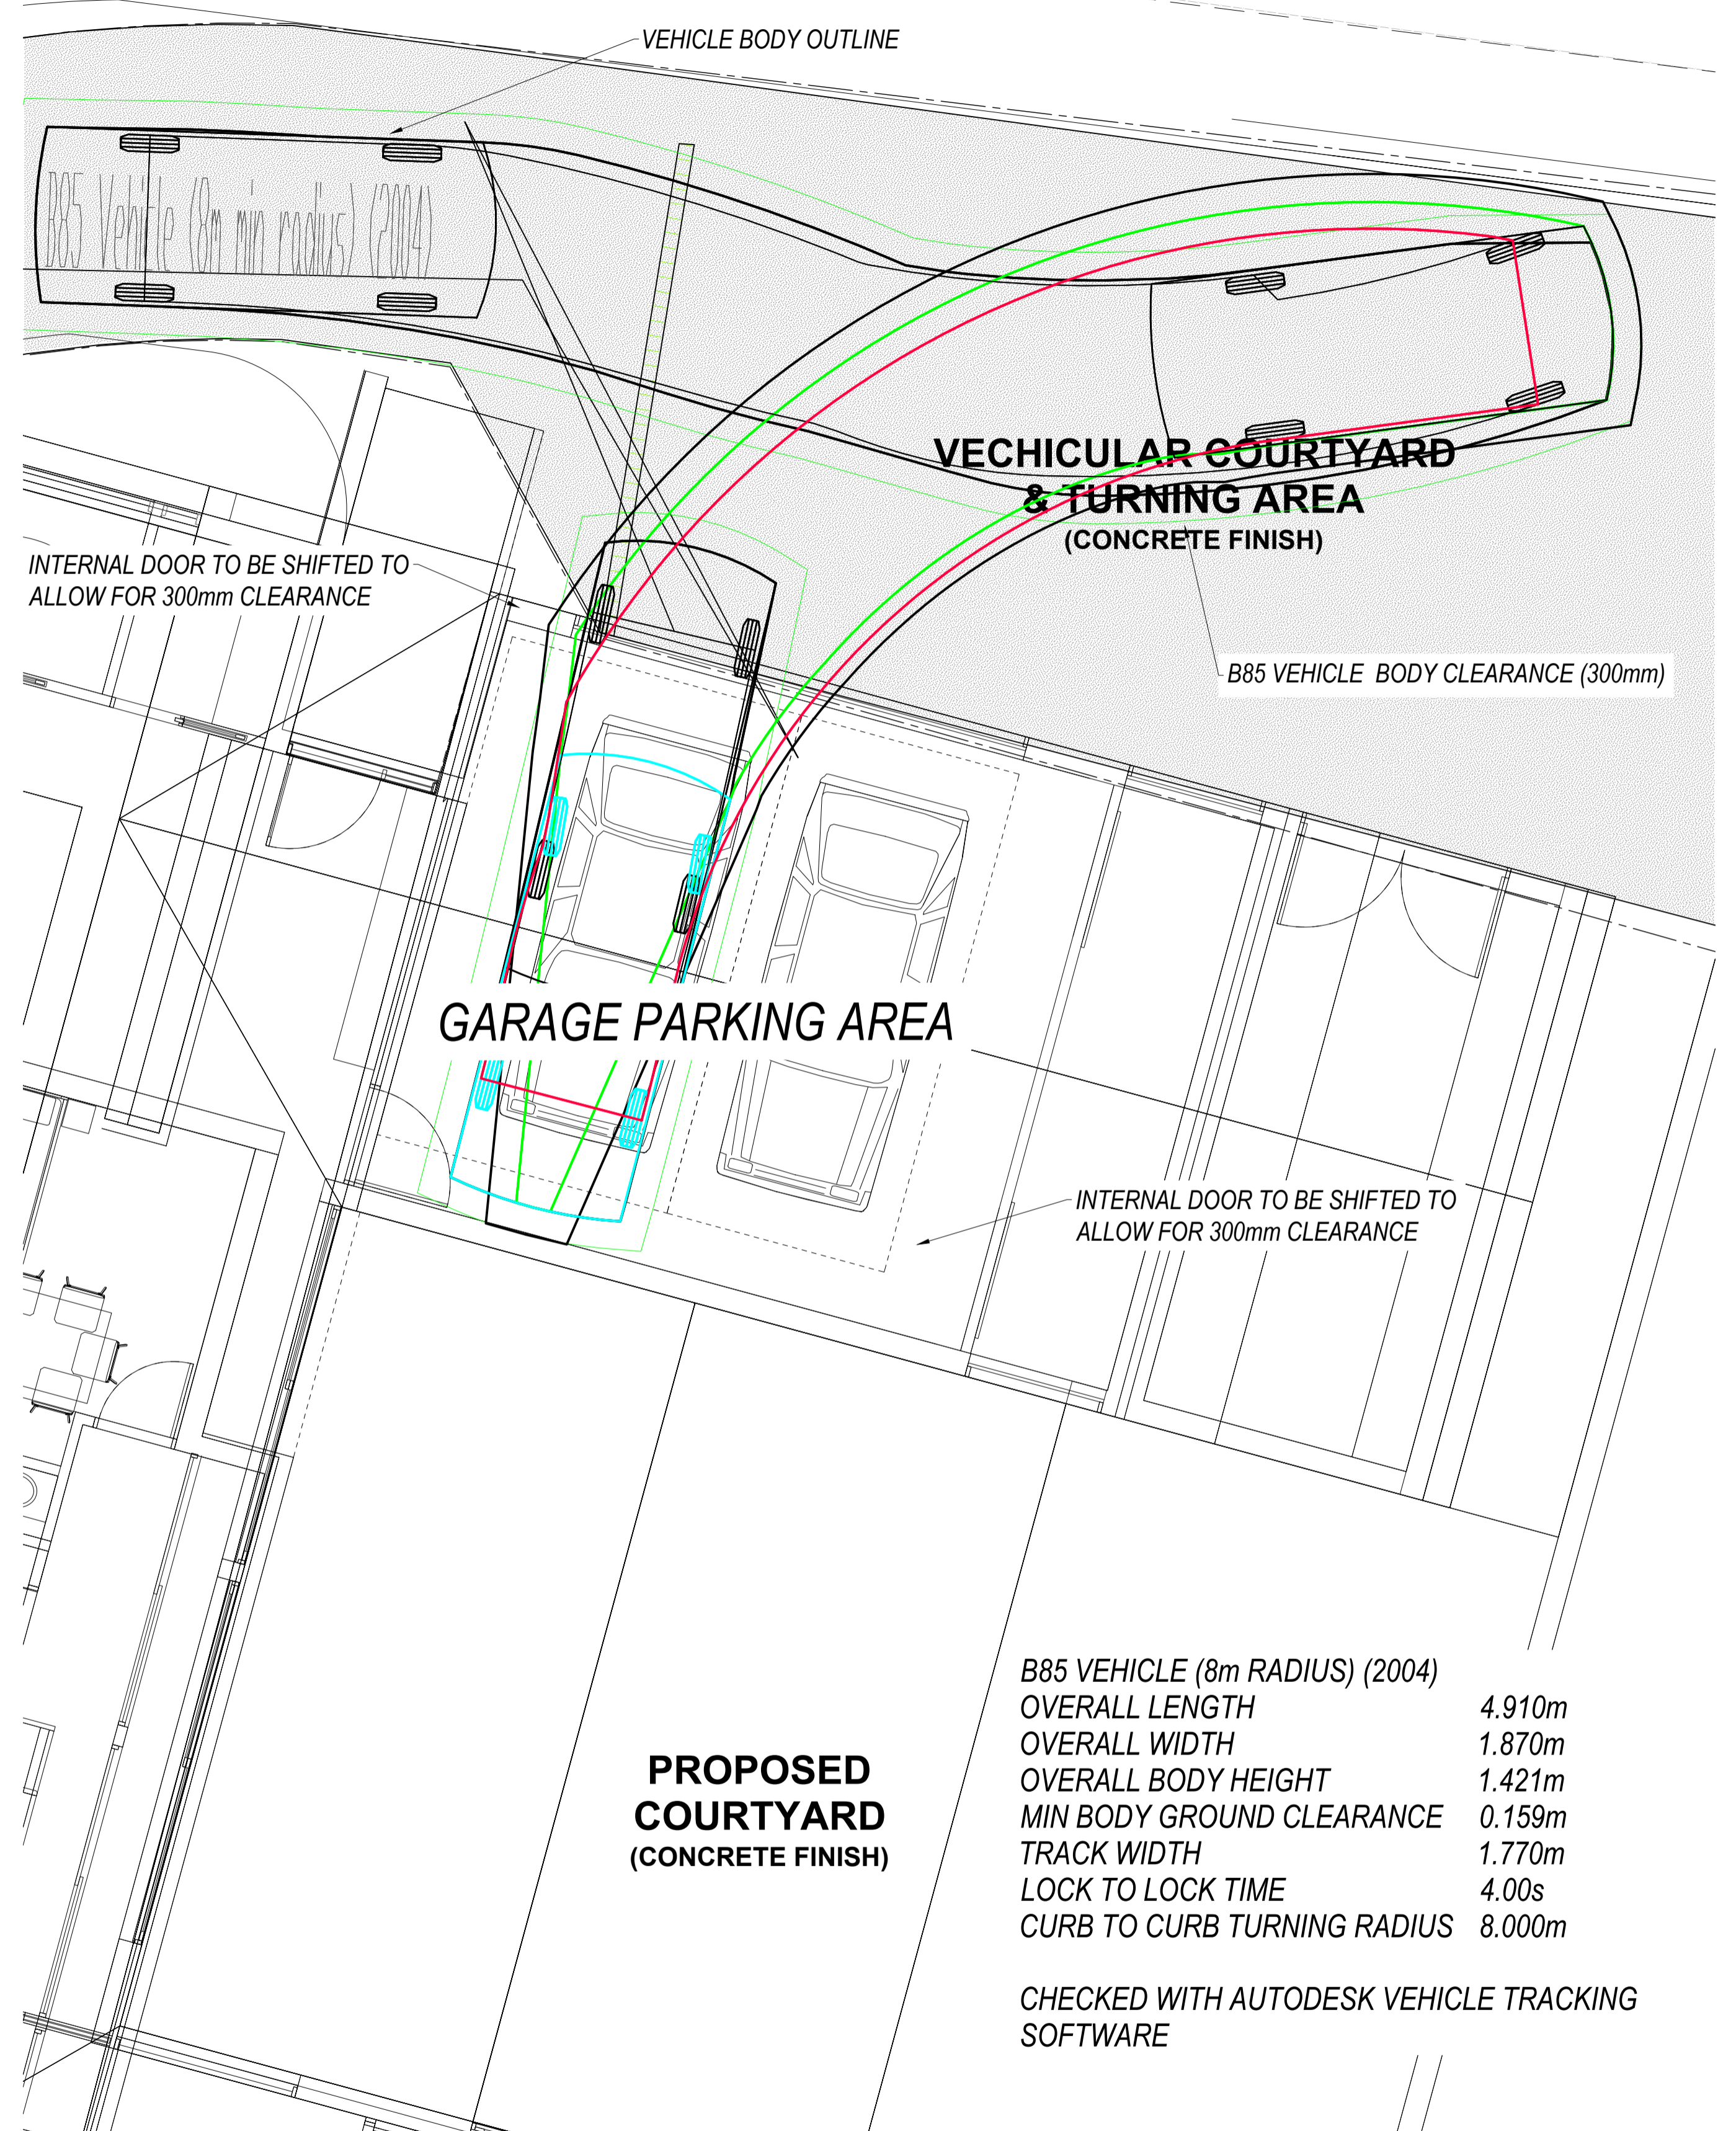 VEHICLE BODY OUTLINE
B85 Vehicle (8m min radius) (2004)
VECHICULAR COURTYARD
& TURNING AREA
(CONCRETE FINISH)
INTERNAL DOOR TO BE SHIFTED TO
ALLOW FOR 300mm CLEARANCE
B85 VEHICLE BODY CLEARANCE (300mm)
GARAGE PARKING AREA
INTERNAL DOOR TO BE SHIFTED TO
ALLOW FOR 300mm CLEARANCE
PROPOSED
COURTYARD
(CONCRETE FINISH)
B85 VEHICLE (8m RADIUS) (2004)
OVERALL LENGTH 4.910m
OVERALL WIDTH 1.870m
OVERALL BODY HEIGHT 1.421m
MIN BODY GROUND CLEARANCE 0.159m
TRACK WIDTH 1.770m
LOCK TO LOCK TIME 4.00s
CURB TO CURB TURNING RADIUS 8.000m
CHECKED WITH AUTODESK VEHICLE TRACKING
SOFTWARE